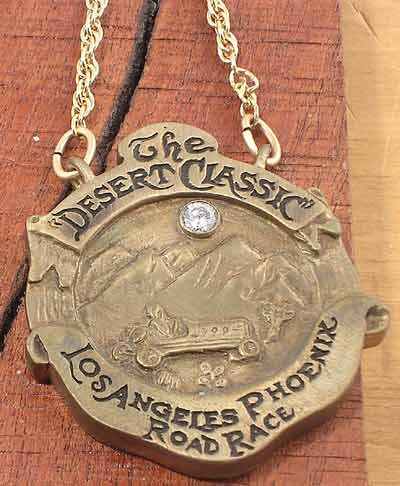 The
"DESERT CLASSIC"
LOS ANGELES PHOENIX
ROAD RACE